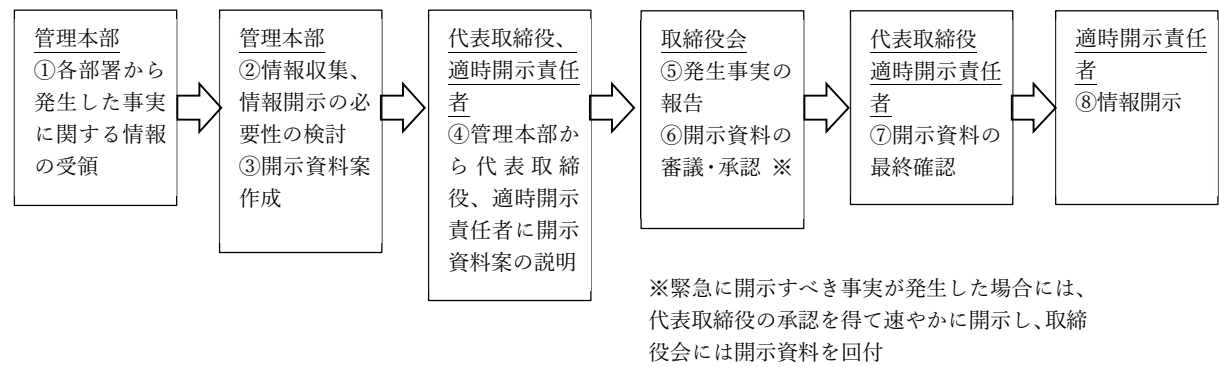 管理本部
①各部署から
発生した事実
に関する情報
の受領
管理本部
②情報収集、
情報開示の必
要性の検討
③開示資料案
作成
代表取締役、
適時開示責任
者
④管理本部か
ら代表取締
役、適時開示
責任者に開示
資料案の説明
取締役会
⑤発生事実の
報告
⑥開示資料の
審議・承認 ※
代表取締役
適時開示責任
者
⑦開示資料の
最終確認
適時開示責任
者
⑧情報開示
※緊急に開示すべき事実が発生した場合には、
代表取締役の承認を得て速やかに開示し、取締
役会には開示資料を回付